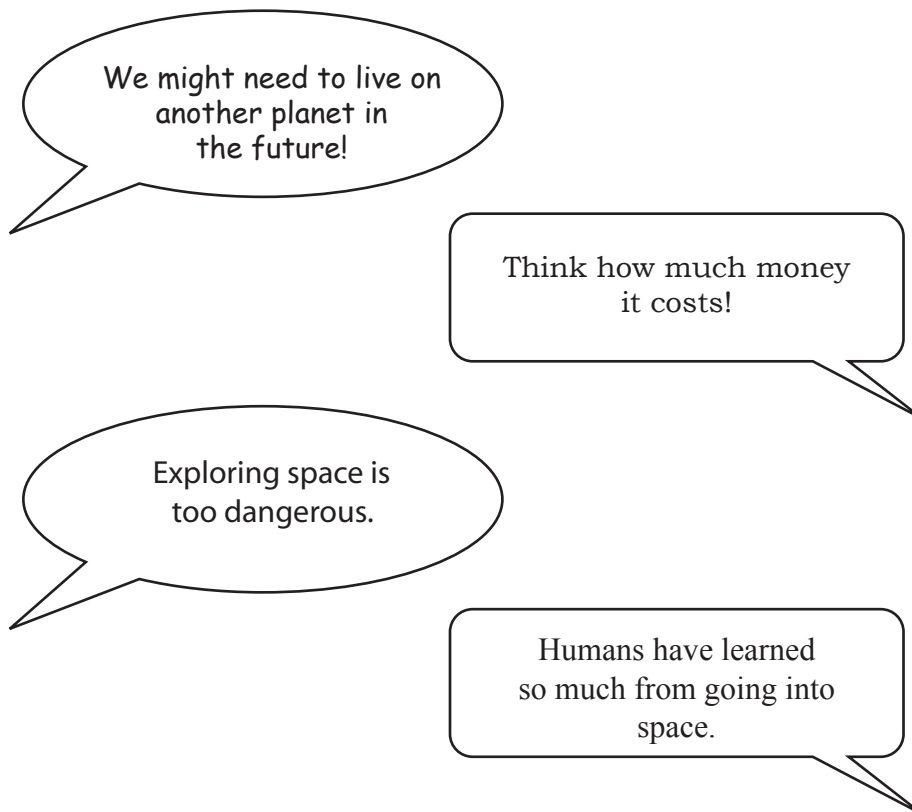 We might need to live on
another planet in
the future!
Think how much money
it costs!
Exploring space is
too dangerous.
Humans have learned
so much from going into
space.